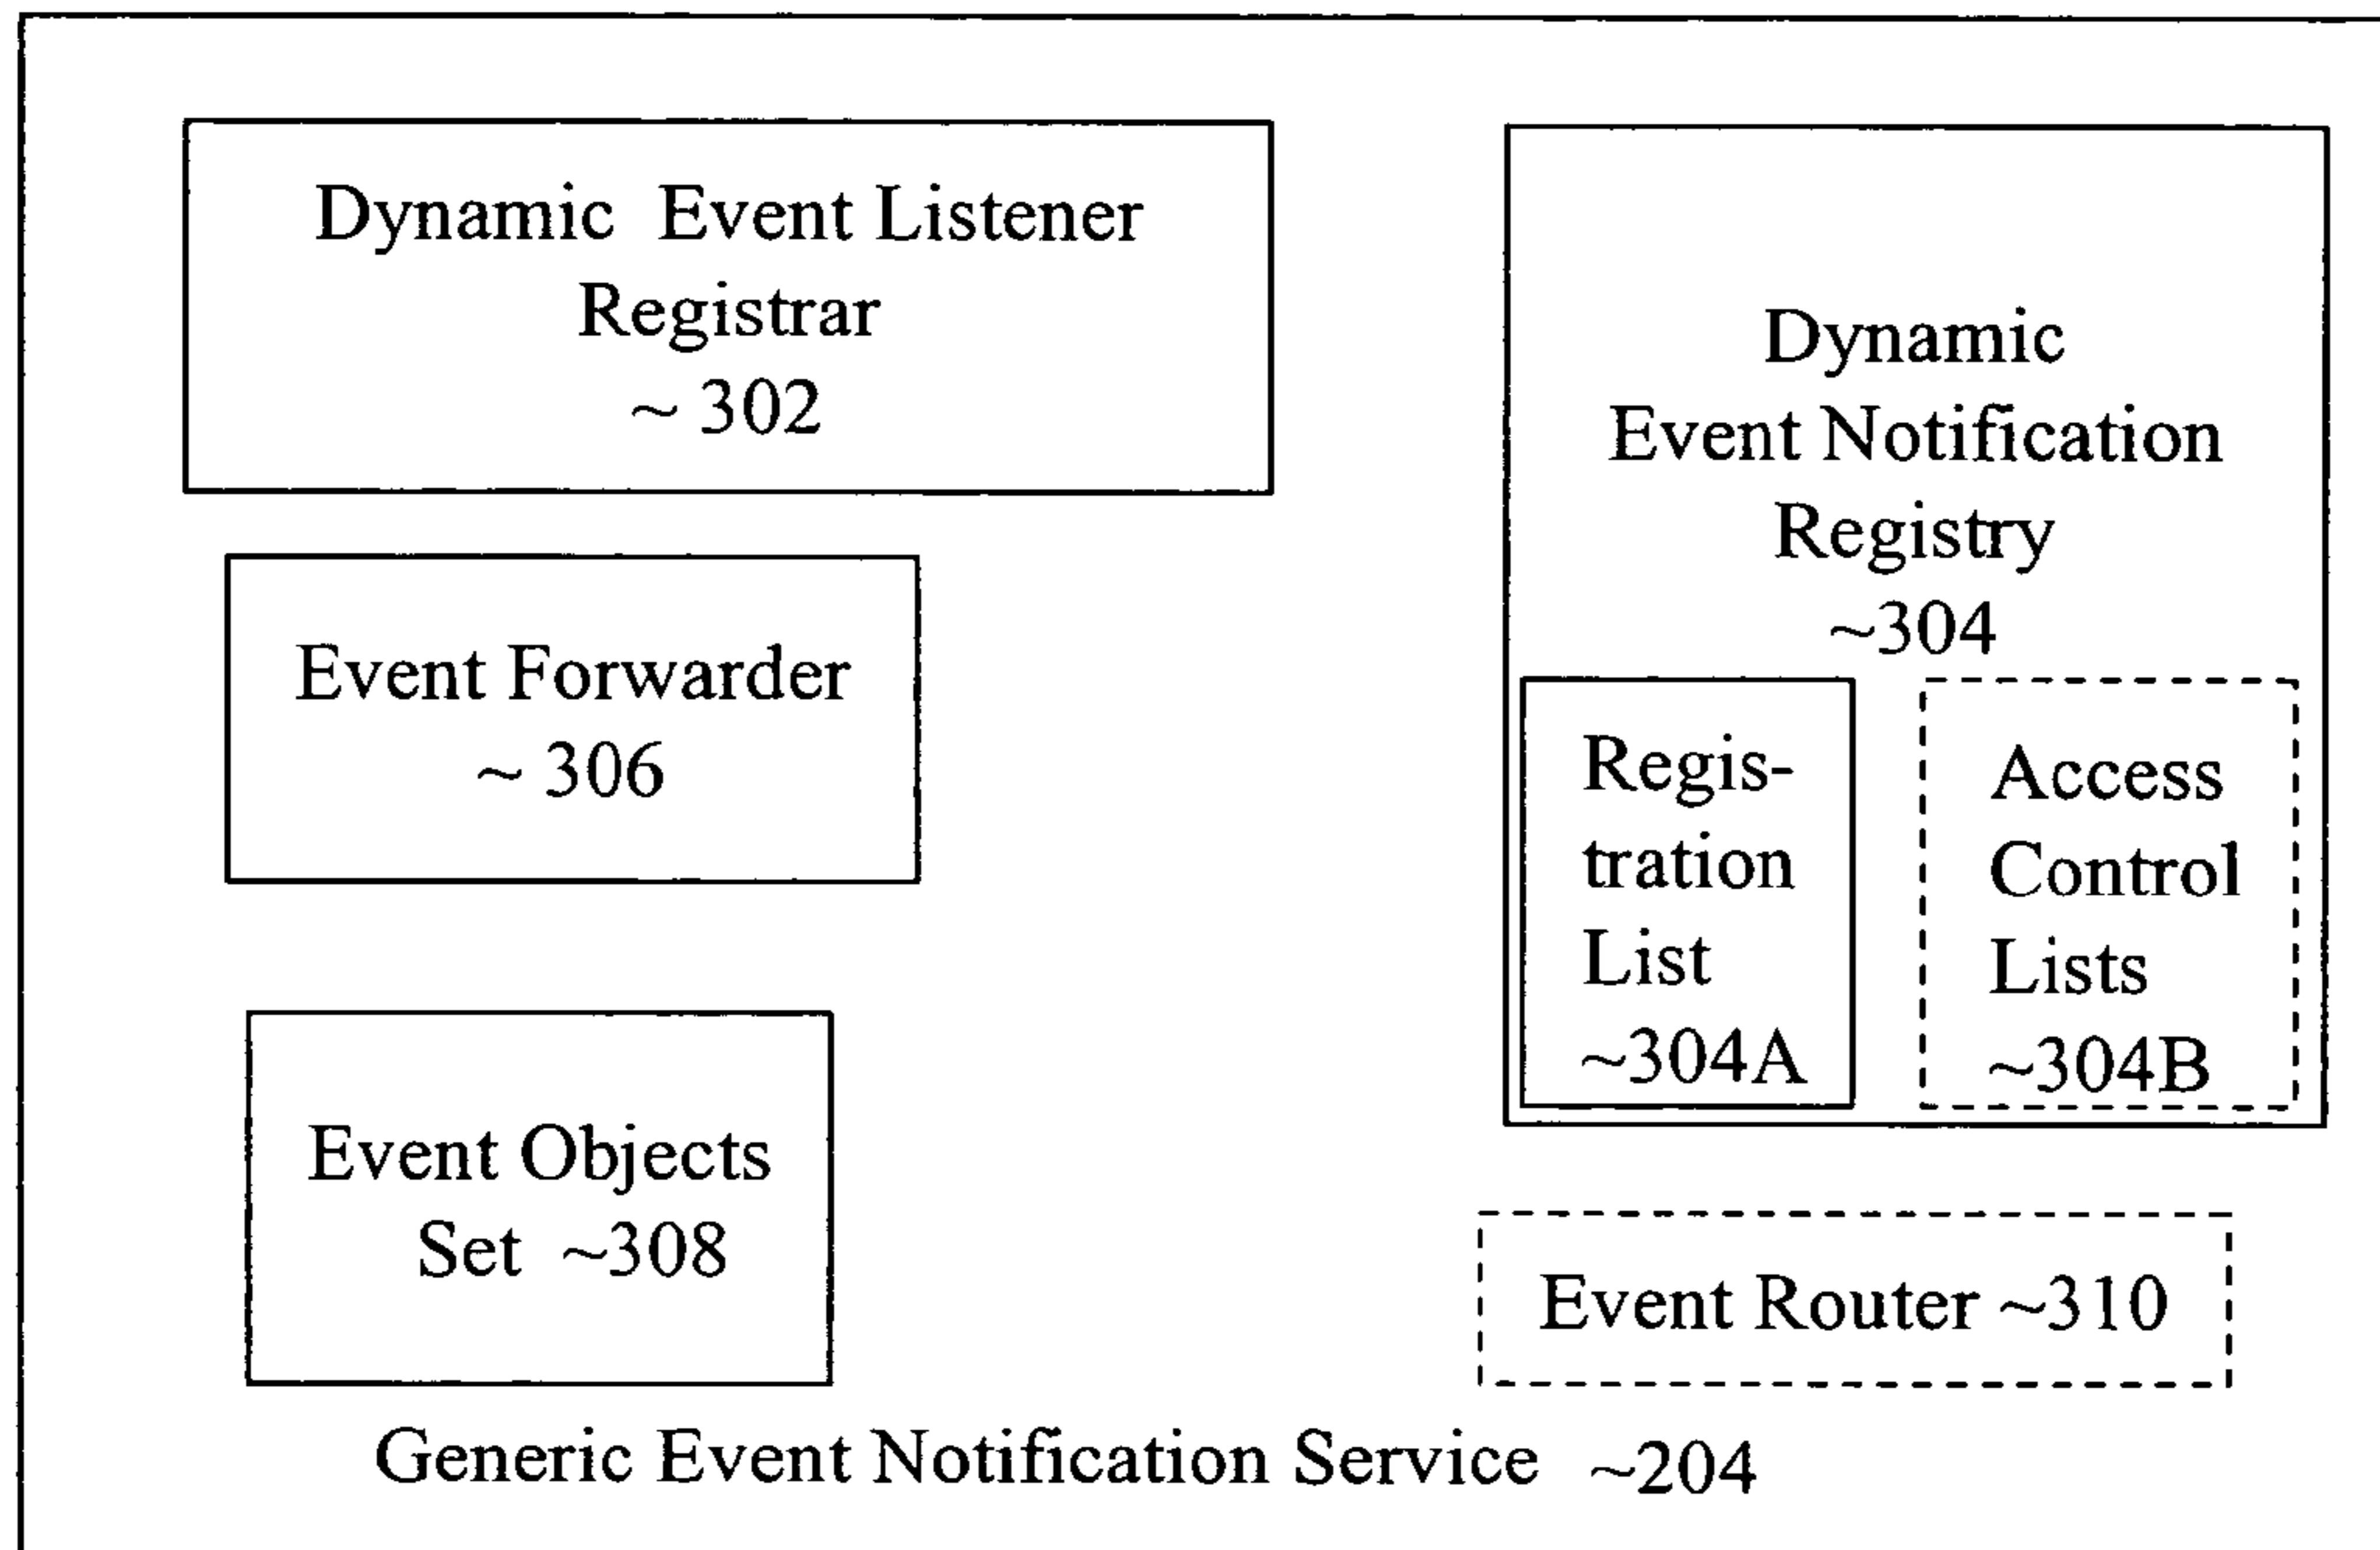 Dynamic Event Listener
Registrar
~ 302
Dynamic
Event Notification
Registry
~304
Event Forwarder
~ 306
Regis-
tration
List
~304A
Access
Control
Lists
~304B
Event Objects
Set ~308
Event Router ~310
Generic Event Notification Service ~204